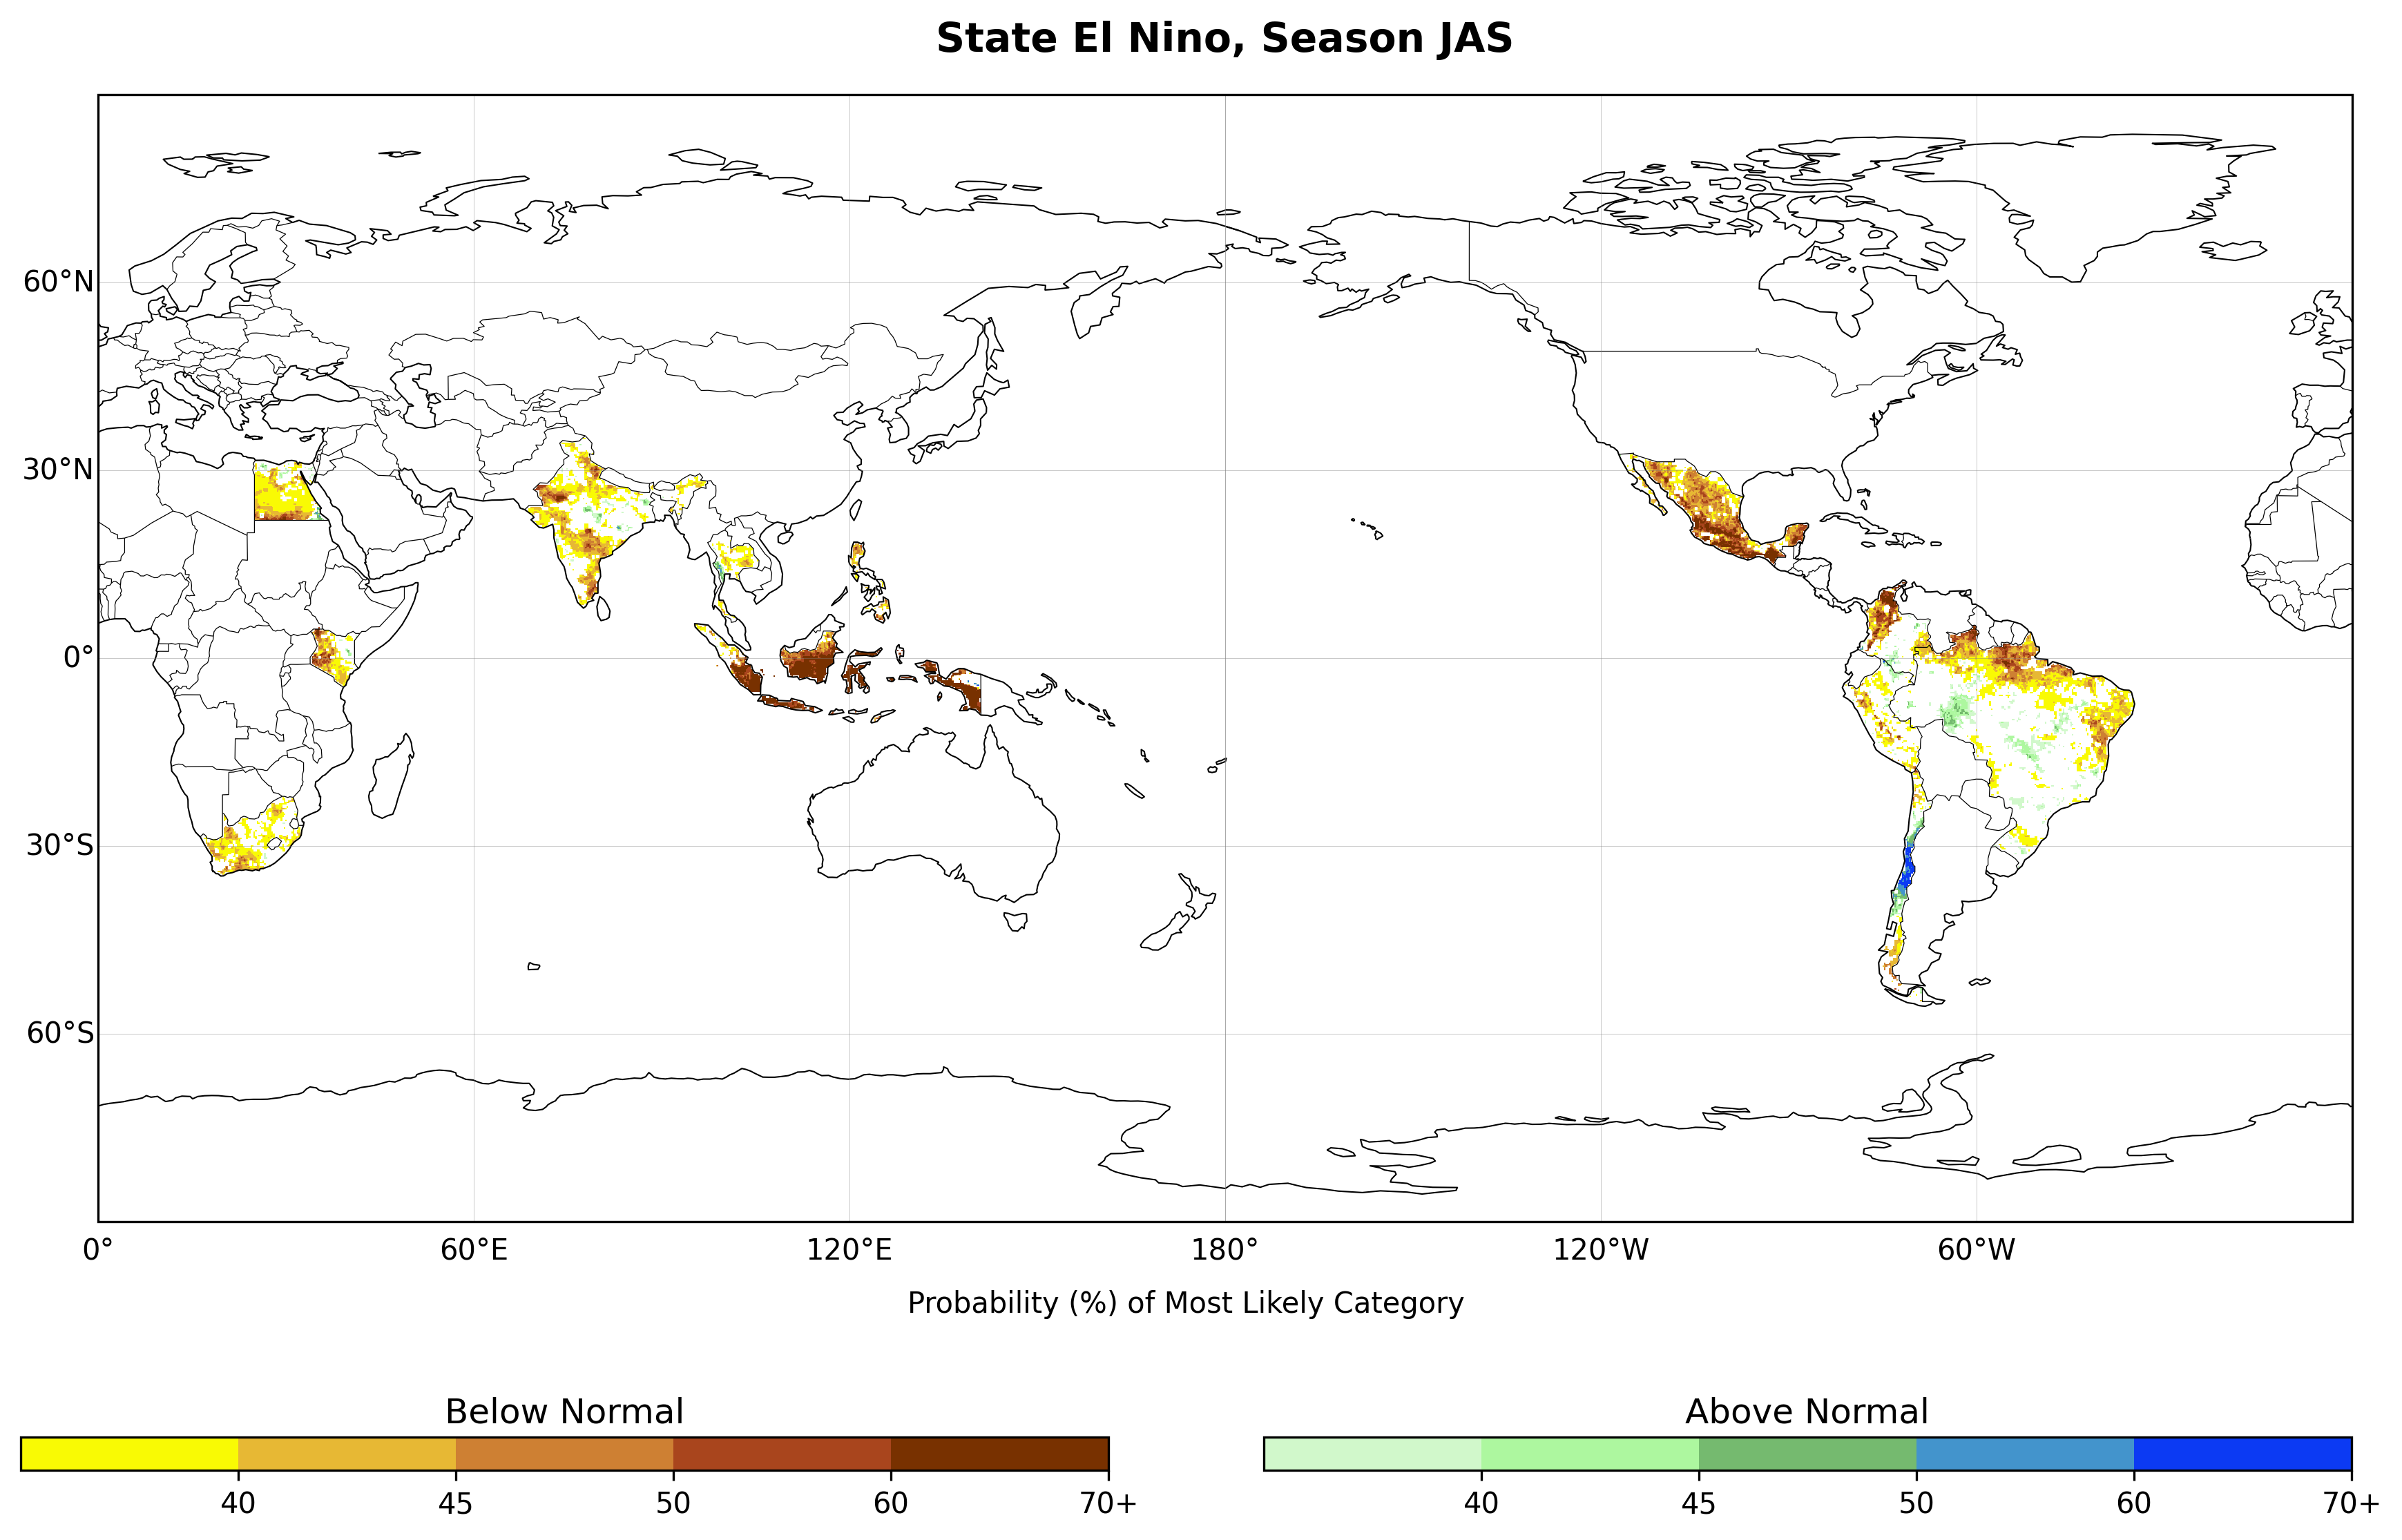 State El Nino, Season JAS
60°N
30°N
0°
30°S
60°S
0° 60°E 120°E 180° 120°W 60°W
Probability (%) of Most Likely Category
Below Normal
40 45 50 60 70+
Above Normal
40 45 50 60 70+